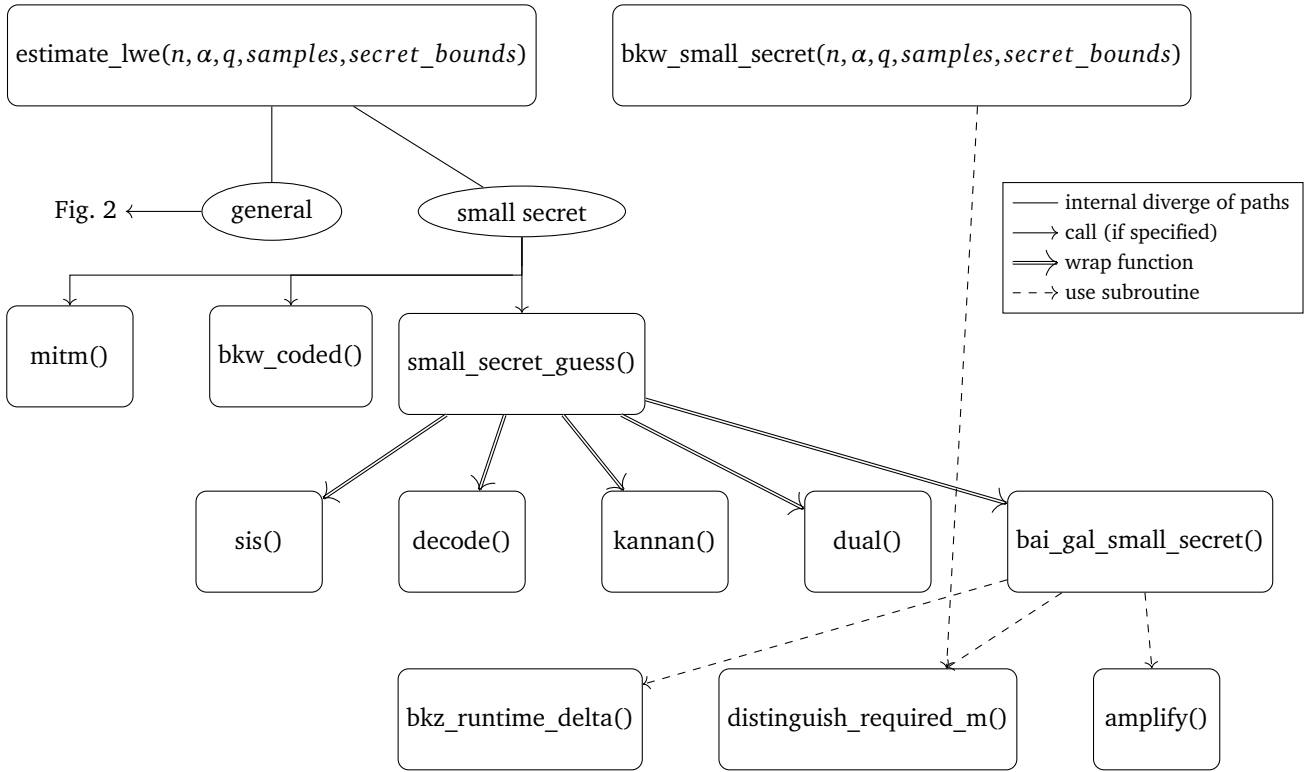 estimate_lwe(n, α, q, samples, secret_bounds)
bkw_small_secret(n, α, q, samples, secret_bounds)
Fig. 2
general
small secret
internal diverge of paths
call (if specified)
wrap function
use subroutine
mitm()
bkw_coded()
small_secret_guess()
sis()
decode()
kannan()
dual()
bai_gal_small_secret()
bkz_runtime_delta()
distinguish_required_m()
amplify()